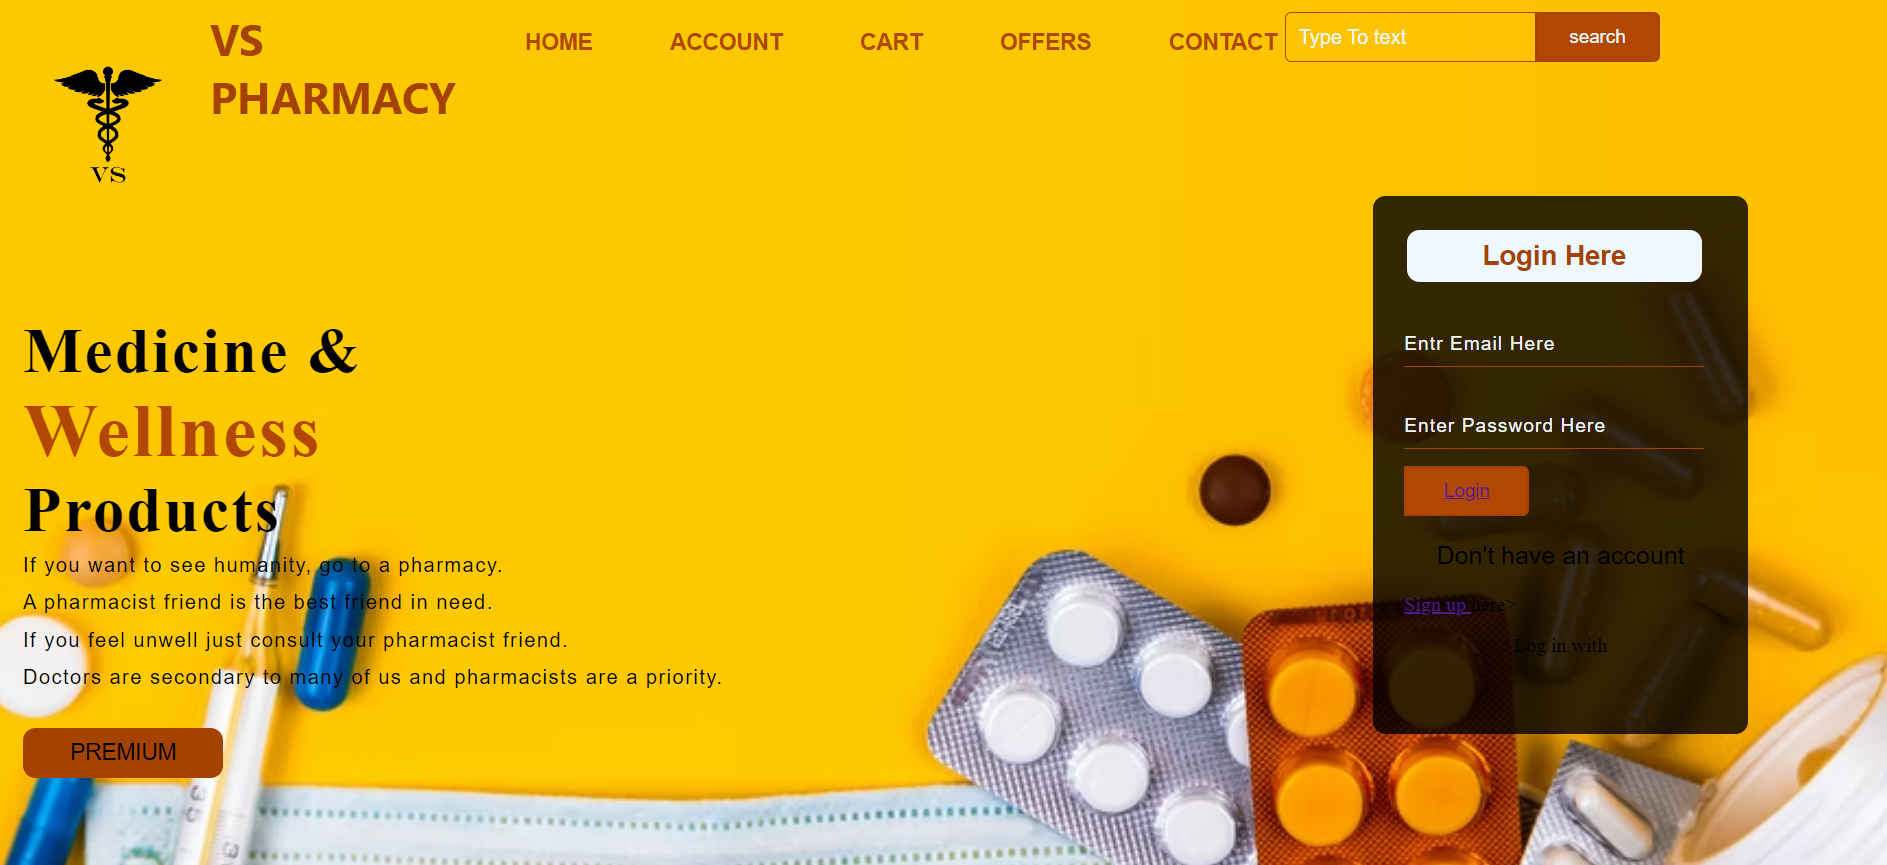 VS
PHARMACY
HOME ACCOUNT CART OFFERS CONTACT
Type To text search
VS
Login Here
Entr Email Here
Enter Password Here
Login
Don't have an account
Sign up here>
Log in with
Medicine &
Wellness
Products
If you want to see humanity, go to a pharmacy.
A pharmacist friend is the best friend in need.
If you feel unwell just consult your pharmacist friend.
Doctors are secondary to many of us and pharmacists are a priority.
PREMIUM